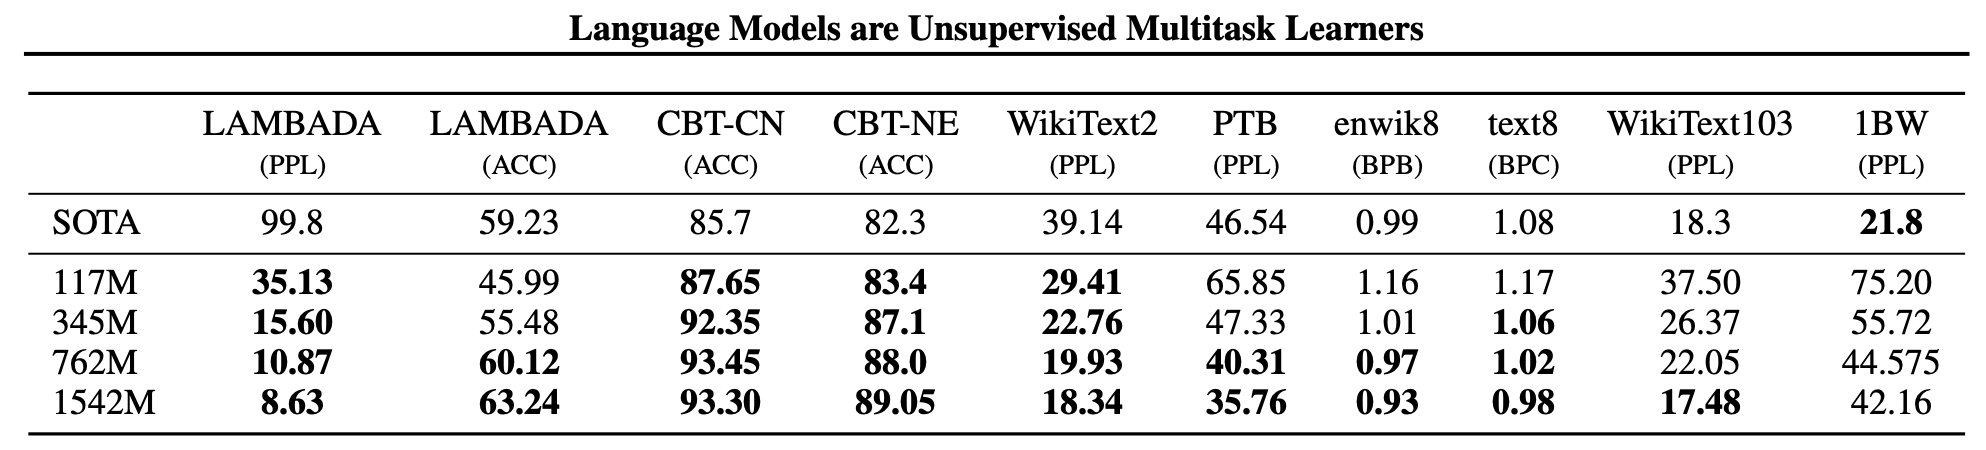 Language Models are Unsupervised Multitask Learners
LAMBADA LAMBADA CBT-CN CBT-NE WikiText2 PTB enwik8 text8 WikiText103 1BW
(PPL) (ACC) (ACC) (ACC) (PPL) (PPL) (BPB) (BPC) (PPL) (PPL)
SOTA 99.8 59.23 85.7 82.3 39.14 46.54 0.99 1.08 18.3 21.8
117M 35.13 45.99 87.65 83.4 29.41 65.85 1.16 1.17 37.50 75.20
345M 15.60 55.48 92.35 87.1 22.76 47.33 1.01 1.06 26.37 55.72
762M 10.87 60.12 93.45 88.0 19.93 40.31 0.97 1.02 22.05 44.575
1542M 8.63 63.24 93.30 89.05 18.34 35.76 0.93 0.98 17.48 42.16